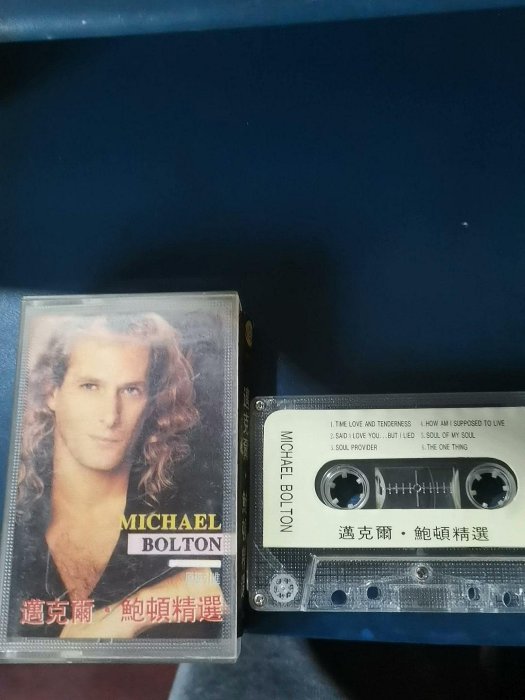 MICHAEL
BOLTON
邁克爾・鮑頓精選
MICHAEL BOLTON
1.TIME LOVE AND TENDERNESS
2.SAID I LOVE YOU...BUT I LIED
3.SOUL PROVIDER
4.HOW AM I SUPPOSED TO LIVE
5.SOUL OF MY SOUL
6.THE ONE THING
邁克爾・鮑頓精選